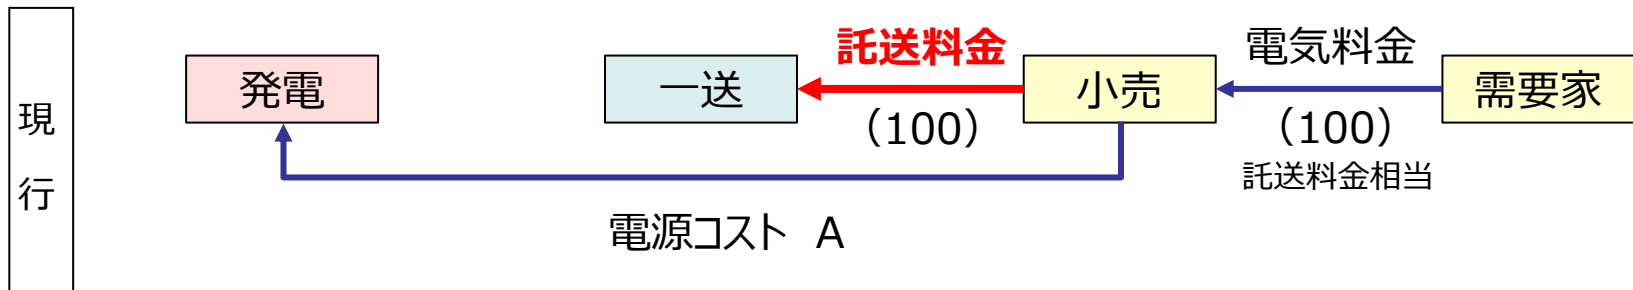 現行
発電
一送
託送料金
(100)
小売
電気料金
(100)
託送料金相当
需要家
電源コスト A